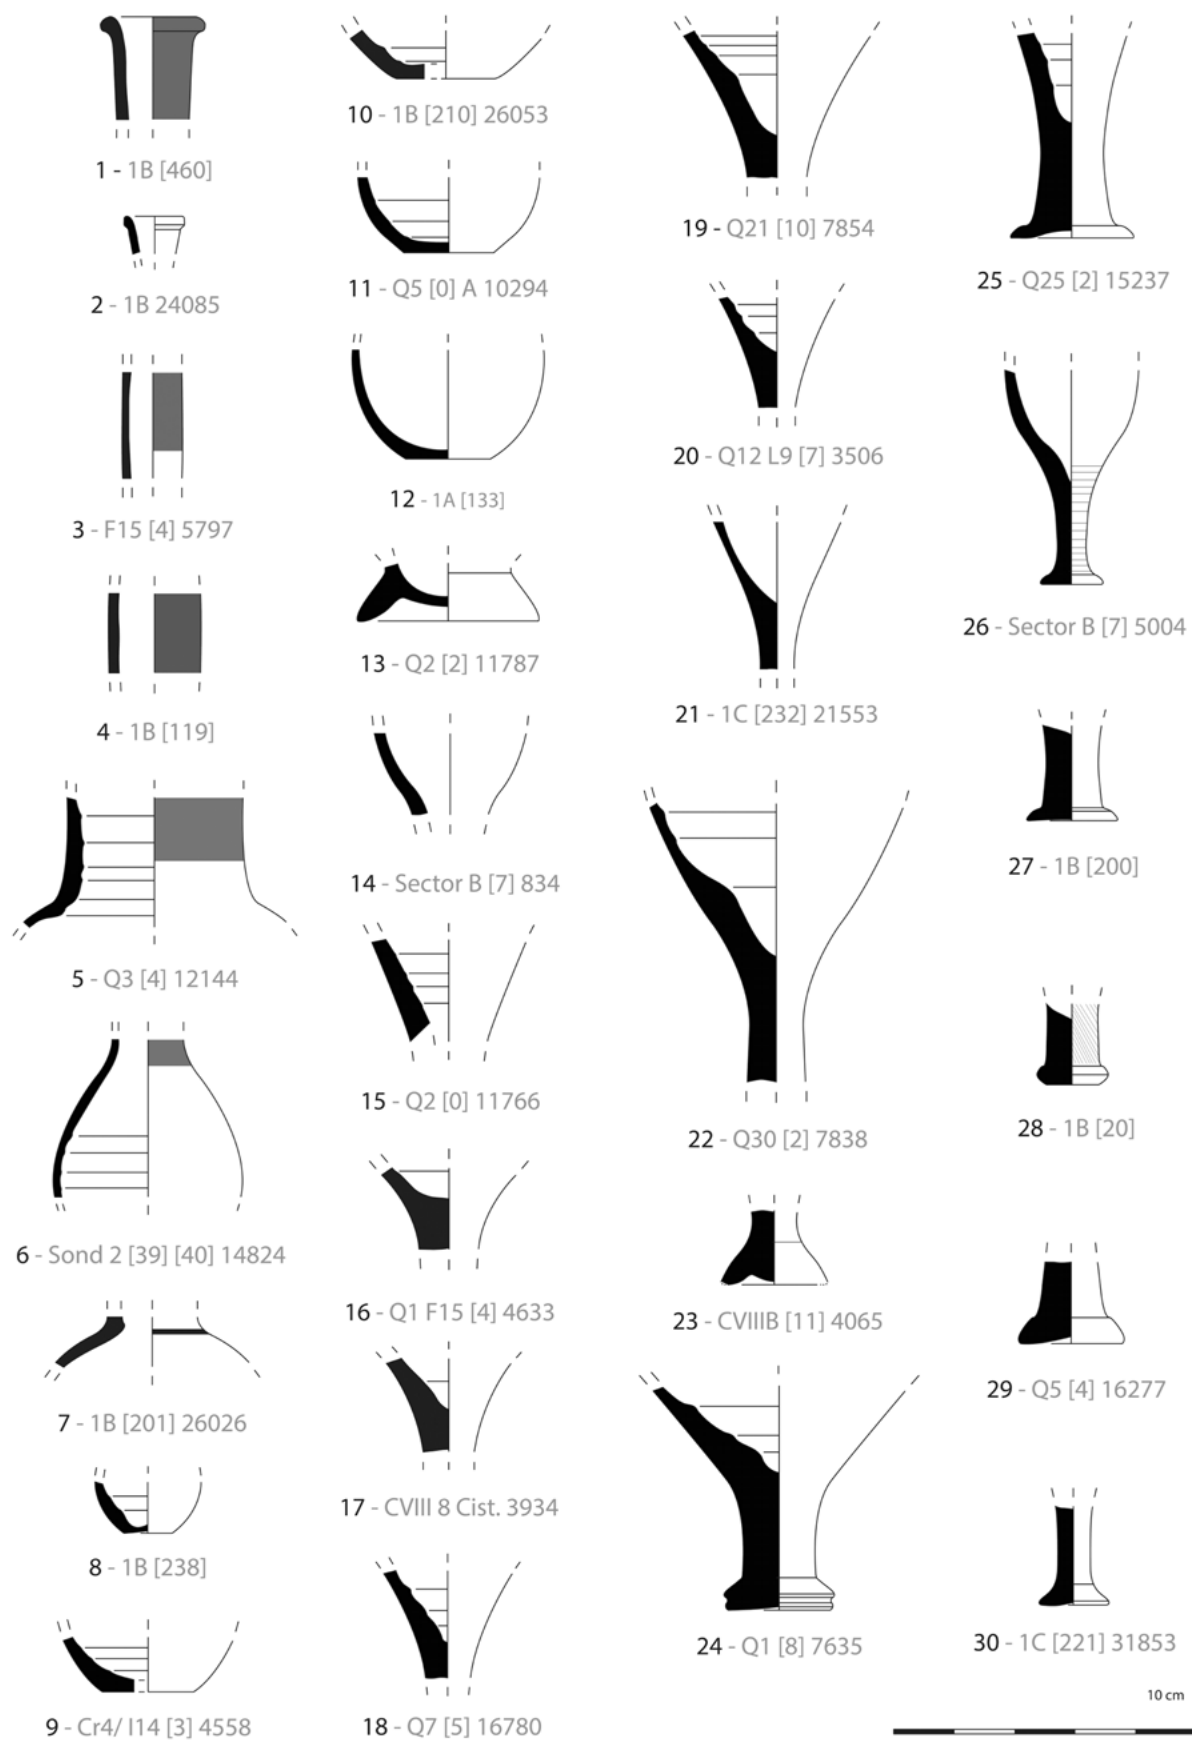 1 - 1B [460]
2 - 1B 24085
3 - F15 [4] 5797
4 - 1B [119]
5 - Q3 [4] 12144
6 - Sond 2 [39] [40] 14824
7 - 1B [201] 26026
8 - 1B [238]
9 - Cr4/ I14 [3] 4558
10 - 1B [210] 26053
11 - Q5 [0] A 10294
12 - 1A [133]
13 - Q2 [2] 11787
14 - Sector B [7] 834
15 - Q2 [0] 11766
16 - Q1 F15 [4] 4633
17 - CVIII 8 Cist. 3934
18 - Q7 [5] 16780
19 - Q21 [10] 7854
20 - Q12 L9 [7] 3506
21 - 1C [232] 21553
22 - Q30 [2] 7838
23 - CVIIIB [11] 4065
24 - Q1 [8] 7635
25 - Q25 [2] 15237
26 - Sector B [7] 5004
27 - 1B [200]
28 - 1B [20]
29 - Q5 [4] 16277
30 - 1C [221] 31853
10 cm